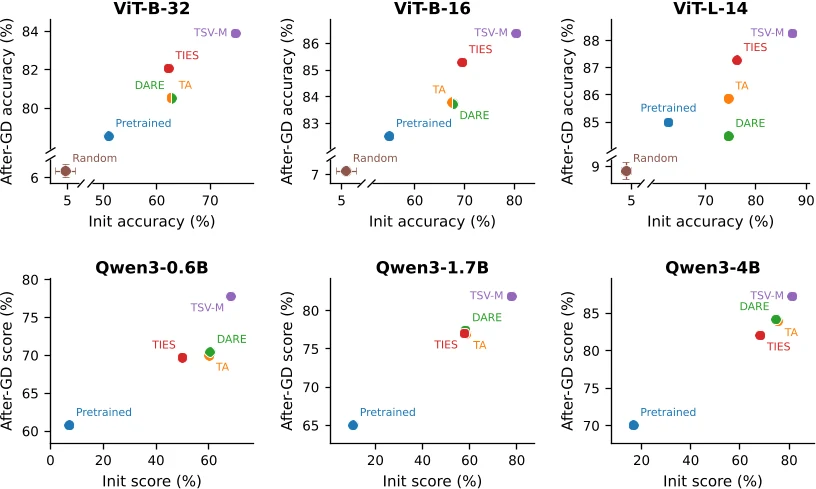 ViT-B-32
After-GD accuracy (%)
84
82
80
6
TSV-M
TIES
DARE
TA
Pretrained
Random
5
50
60
70
Init accuracy (%)
ViT-B-16
After-GD accuracy (%)
86
85
84
83
7
TSV-M
TIES
TA
DARE
Pretrained
Random
5
60
70
80
Init accuracy (%)
ViT-L-14
After-GD accuracy (%)
88
87
86
85
9
TSV-M
TIES
TA
Pretrained
DARE
Random
5
70
80
90
Init accuracy (%)
Qwen3-0.6B
After-GD score (%)
80
75
70
65
60
TSV-M
TIES
DARE
TA
Pretrained
0
20
40
60
Init score (%)
Qwen3-1.7B
After-GD score (%)
80
75
70
65
TSV-M
DARE
TIES
TA
Pretrained
20
40
60
80
Init score (%)
Qwen3-4B
After-GD score (%)
85
80
75
70
TSV-M
DARE
TA
TIES
Pretrained
20
40
60
80
Init score (%)